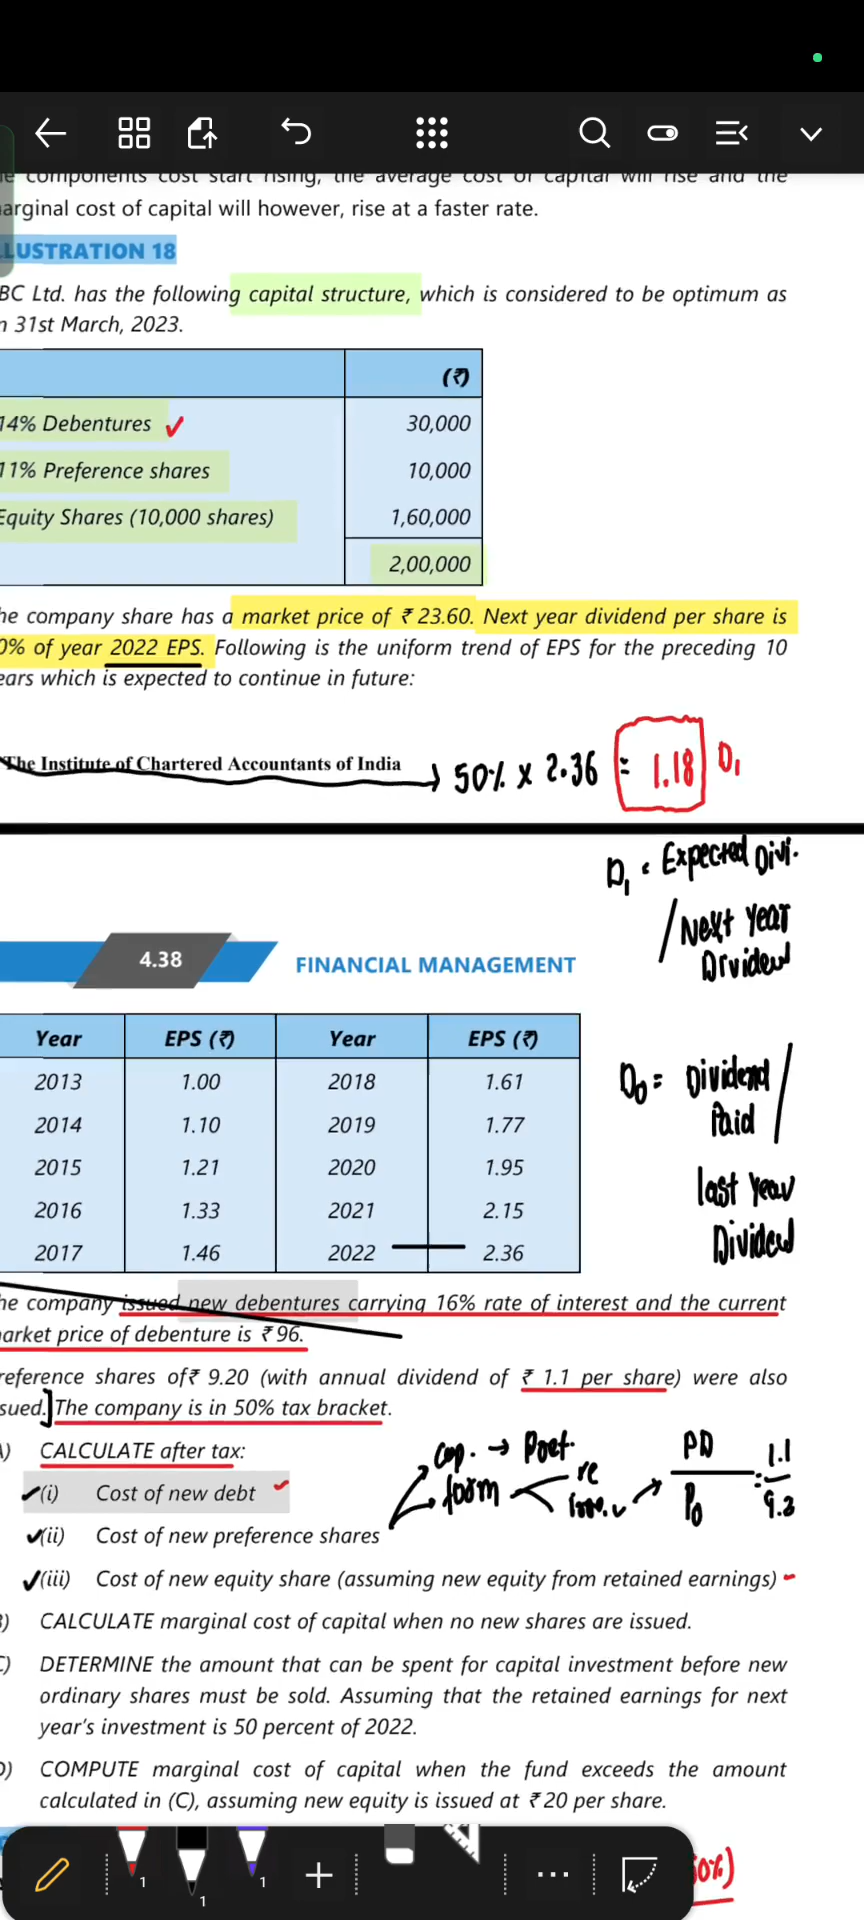 components cost start rising, the average cost of capital will rise and the
arginal cost of capital will however, rise at a faster rate.
LLUSTRATION 18
BC Ltd. has the following capital structure, which is considered to be optimum as
n 31st March, 2023.
(₹)
14% Debentures 30,000
11% Preference shares 10,000
Equity Shares (10,000 shares) 1,60,000
2,00,000
he company share has a market price of ₹ 23.60. Next year dividend per share is
0% of year 2022 EPS. Following is the uniform trend of EPS for the preceding 10
ears which is expected to continue in future:
The Institute of Chartered Accountants of India
50% x 2.36 = 1.18 D₁
D₁ = Expected Divi.
/ Next Year
Dividend
4.38 FINANCIAL MANAGEMENT
Year EPS (₹) Year EPS (₹)
2013 1.00 2018 1.61
2014 1.10 2019 1.77
2015 1.21 2020 1.95
2016 1.33 2021 2.15
2017 1.46 2022 2.36
D₀ = Dividend /
Paid
last Year
Dividend
he company issued new debentures carrying 16% rate of interest and the current
arket price of debenture is ₹ 96.
reference shares of ₹ 9.20 (with annual dividend of ₹ 1.1 per share) were also
sued.] The company is in 50% tax bracket.
) CALCULATE after tax:
(i) Cost of new debt
(ii) Cost of new preference shares
(iii) Cost of new equity share (assuming new equity from retained earnings)
form
re
PD
P₀
=
1.1
9.2
) CALCULATE marginal cost of capital when no new shares are issued.
) DETERMINE the amount that can be spent for capital investment before new
ordinary shares must be sold. Assuming that the retained earnings for next
year's investment is 50 percent of 2022.
) COMPUTE marginal cost of capital when the fund exceeds the amount
calculated in (C), assuming new equity is issued at ₹ 20 per share.
1
1
1
0%)